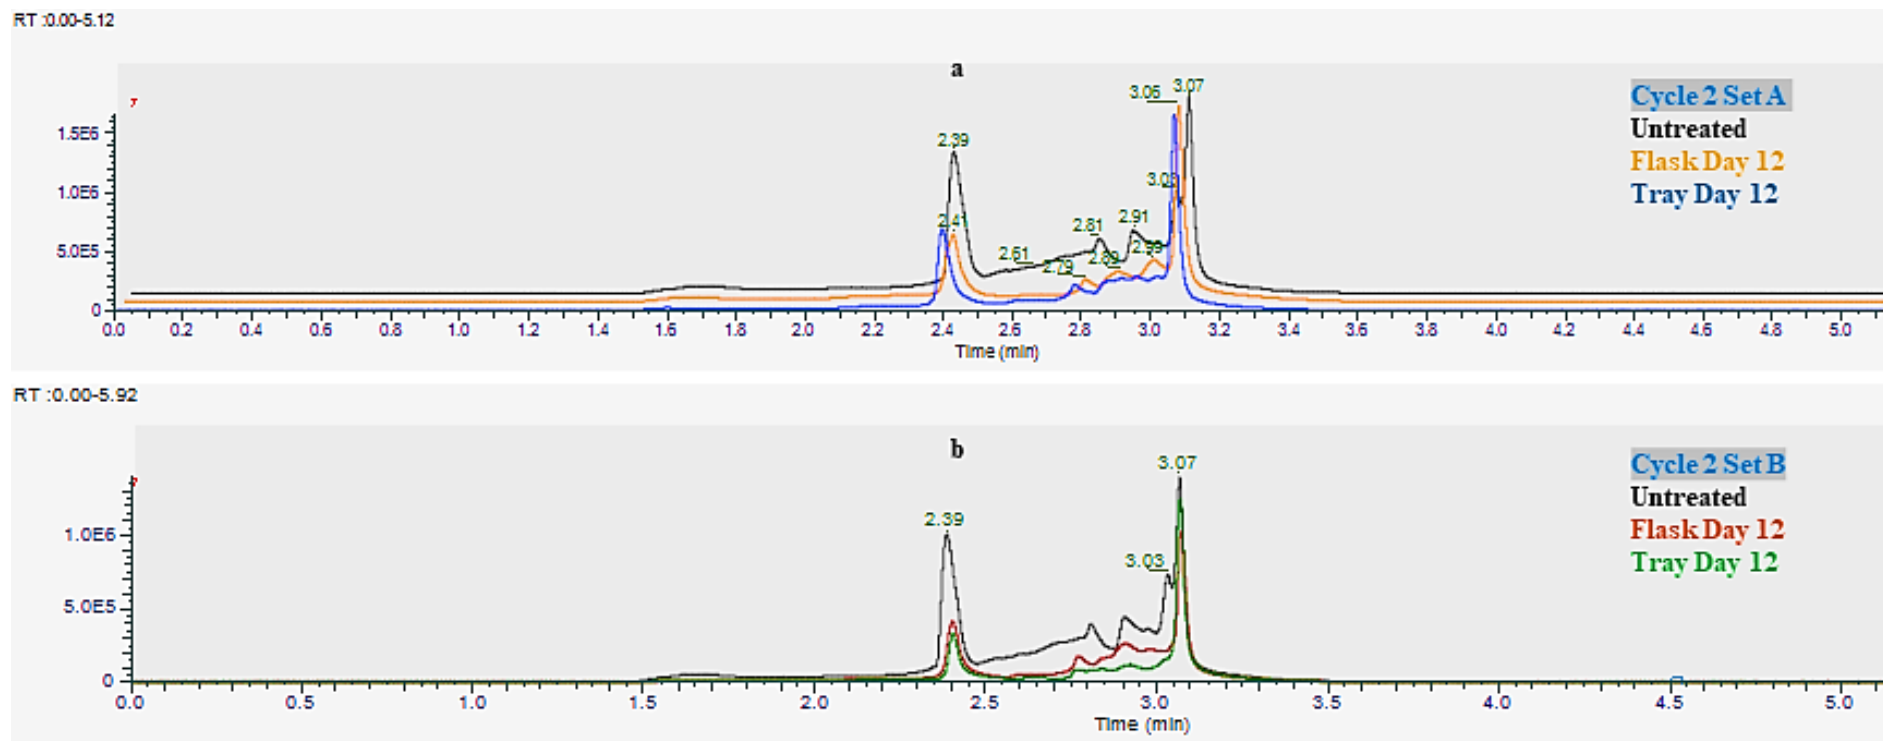 RT :0.00-5.12
a
7
3.06 3.07
Cycle 2 Set A
Untreated
Flask Day 12
Tray Day 12
1.5E6
2.39
1.0E6
3.03
2.41
2.81
2.91
5.0E5
2.61
2.79
2.89
2.99
0
0.0 0.2 0.4 0.6 0.8 1.0 1.2 1.4 1.6 1.8 2.0 2.2 2.4 2.6 2.8 3.0 3.2 3.4 3.6 3.8 4.0 4.2 4.4 4.6 4.8 5.0
Time (min)
RT :0.00-5.92
b
7
3.07
Cycle 2 Set B
Untreated
Flask Day 12
Tray Day 12
2.39
1.0E6
3.03
5.0E5
0
0.0 0.5 1.0 1.5 2.0 2.5 3.0 3.5 4.0 4.5 5.0
Time (min)